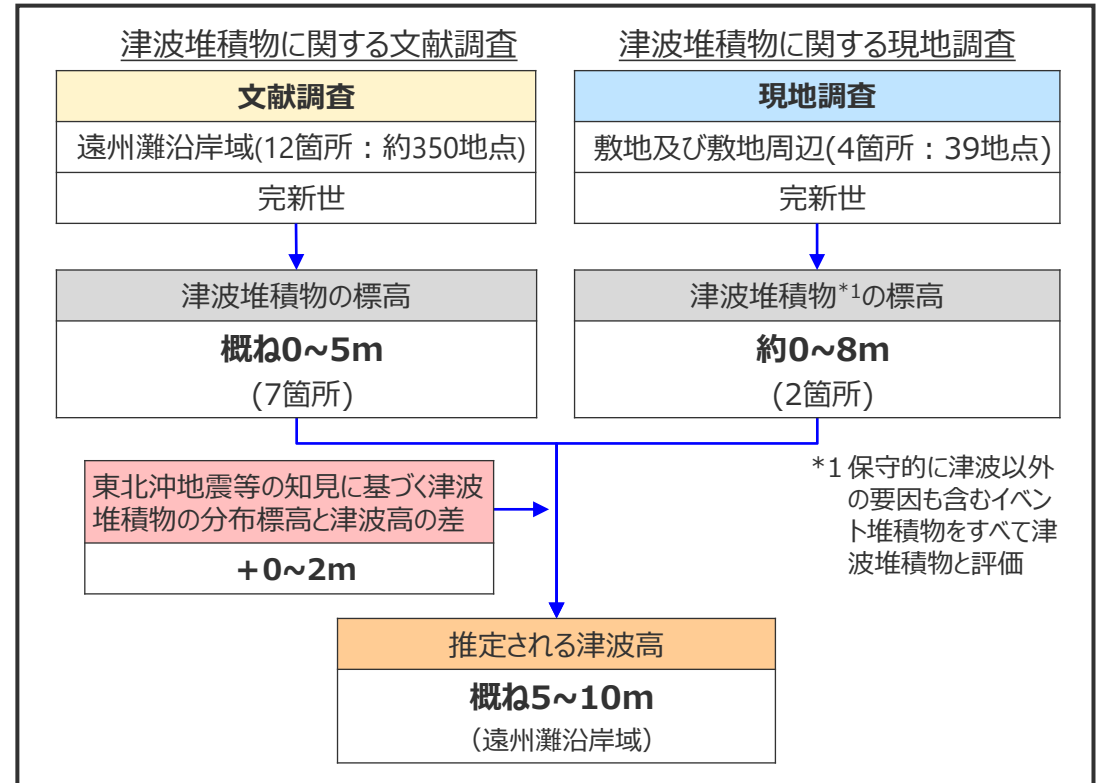 津波堆積物に関する文献調査
文献調査
遠州灘沿岸域(12箇所：約350地点)
完新世
津波堆積物の標高
概ね0~5m
(7箇所)
津波堆積物に関する現地調査
現地調査
敷地及び敷地周辺(4箇所：39地点)
完新世
津波堆積物*1の標高
約0~8m
(2箇所)
*1 保守的に津波以外
の要因も含むイベン
ト堆積物をすべて津
波堆積物と評価
東北沖地震等の知見に基づく津波
堆積物の分布標高と津波高の差
＋0~2m
推定される津波高
概ね5~10m
（遠州灘沿岸域）